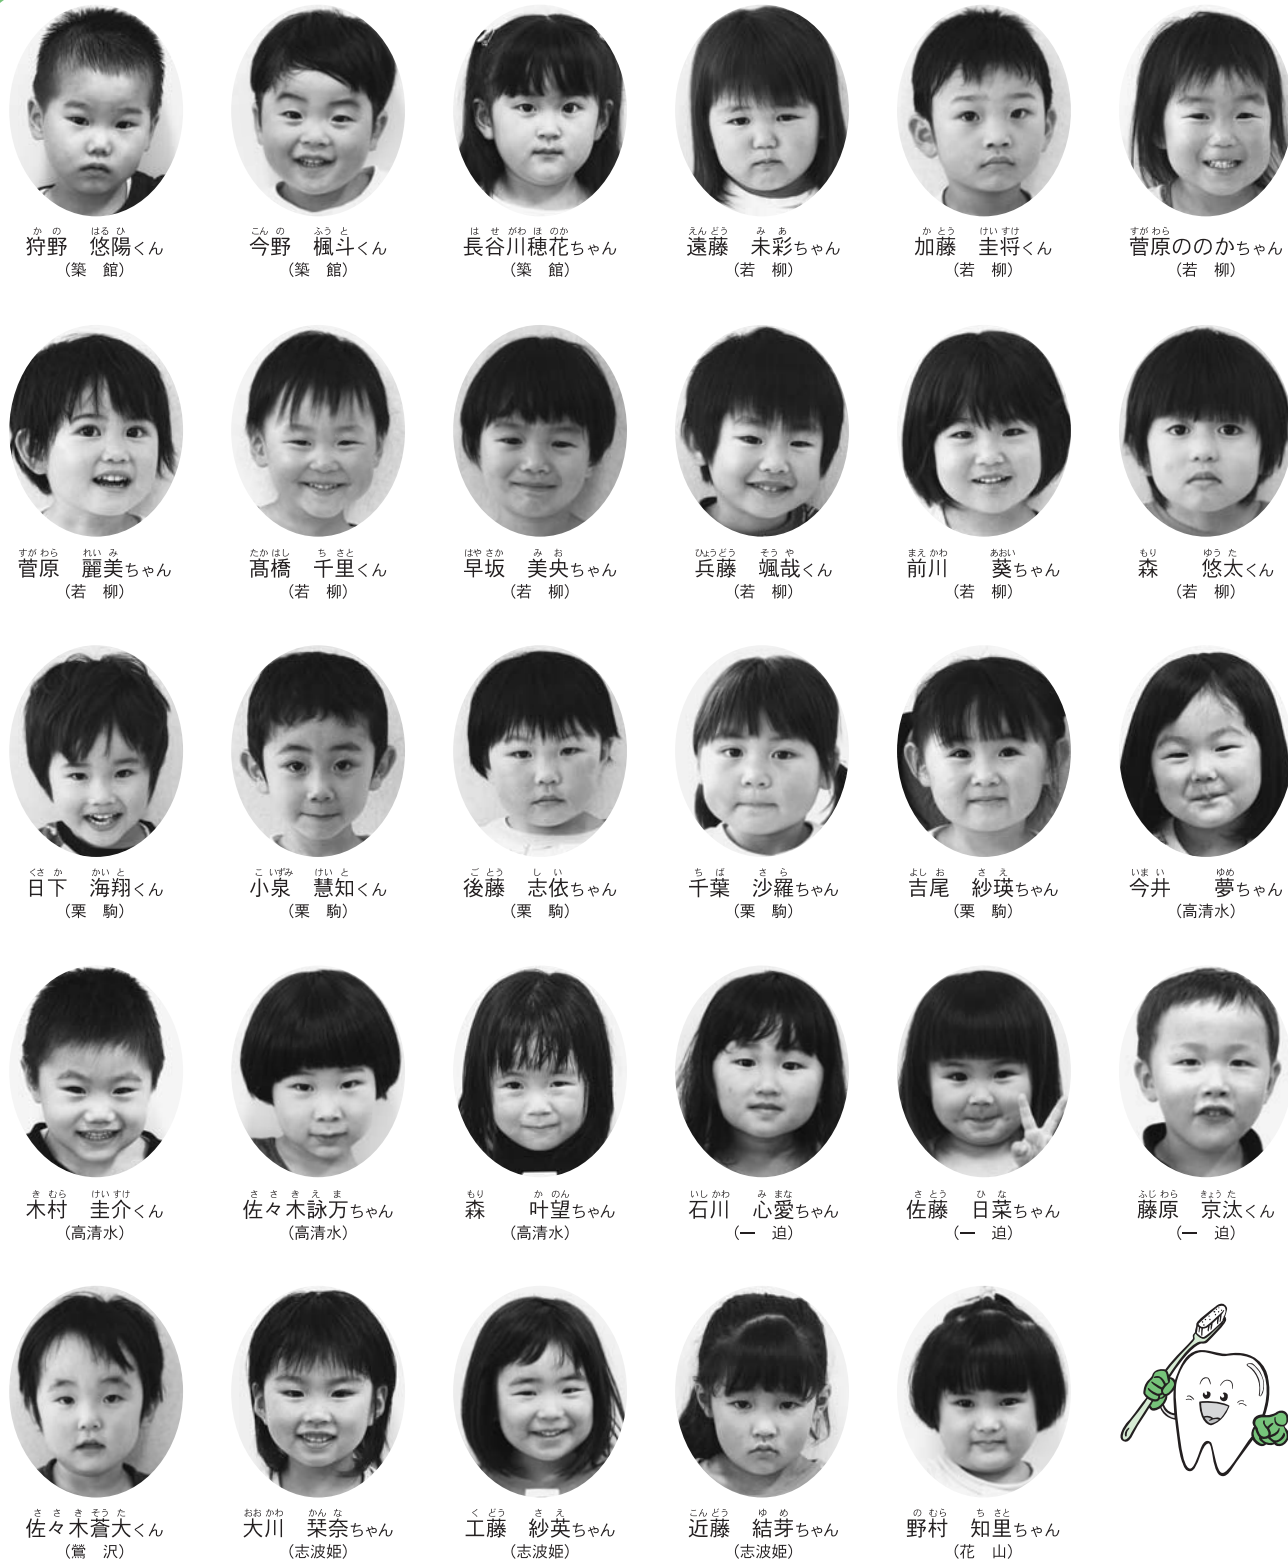 かの はるひ
狩野 悠陽くん
（築 館）
こんの ふうと
今野 楓斗くん
（築 館）
はせがわほのか
長谷川穂花ちゃん
（築 館）
えんどう みあ
遠藤 未彩ちゃん
（若 柳）
かとう けいすけ
加藤 圭将くん
（若 柳）
すがわら
菅原ののかちゃん
（若 柳）
すがわら れいみ
菅原 麗美ちゃん
（若 柳）
たかはし ちさと
髙橋 千里くん
（若 柳）
はやさか みお
早坂 美央ちゃん
（若 柳）
ひょうどう そうや
兵藤 颯哉くん
（若 柳）
まえかわ あおい
前川 葵ちゃん
（若 柳）
もり ゆうた
森 悠太くん
（若 柳）
くさか かいと
日下 海翔くん
（栗 駒）
こいずみ けいと
小泉 慧知くん
（栗 駒）
ごとう しい
後藤 志依ちゃん
（栗 駒）
ちば さら
千葉 沙羅ちゃん
（栗 駒）
よしお さえ
吉尾 紗瑛ちゃん
（栗 駒）
いまい ゆめ
今井 夢ちゃん
（高清水）
きむら けいすけ
木村 圭介くん
（高清水）
ささきえま
佐々木詠万ちゃん
（高清水）
もり かのん
森 叶望ちゃん
（高清水）
いしかわ みまな
石川 心愛ちゃん
（一 迫）
さとう ひな
佐藤 日菜ちゃん
（一 迫）
ふじわら きょうた
藤原 京汰くん
（一 迫）
ささきそうた
佐々木蒼大くん
（鶯 沢）
おおかわ かんな
大川 栞奈ちゃん
（志波姫）
くどう さえ
工藤 紗英ちゃん
（志波姫）
こんどう ゆめ
近藤 結芽ちゃん
（志波姫）
のむら ちさと
野村 知里ちゃん
（花 山）